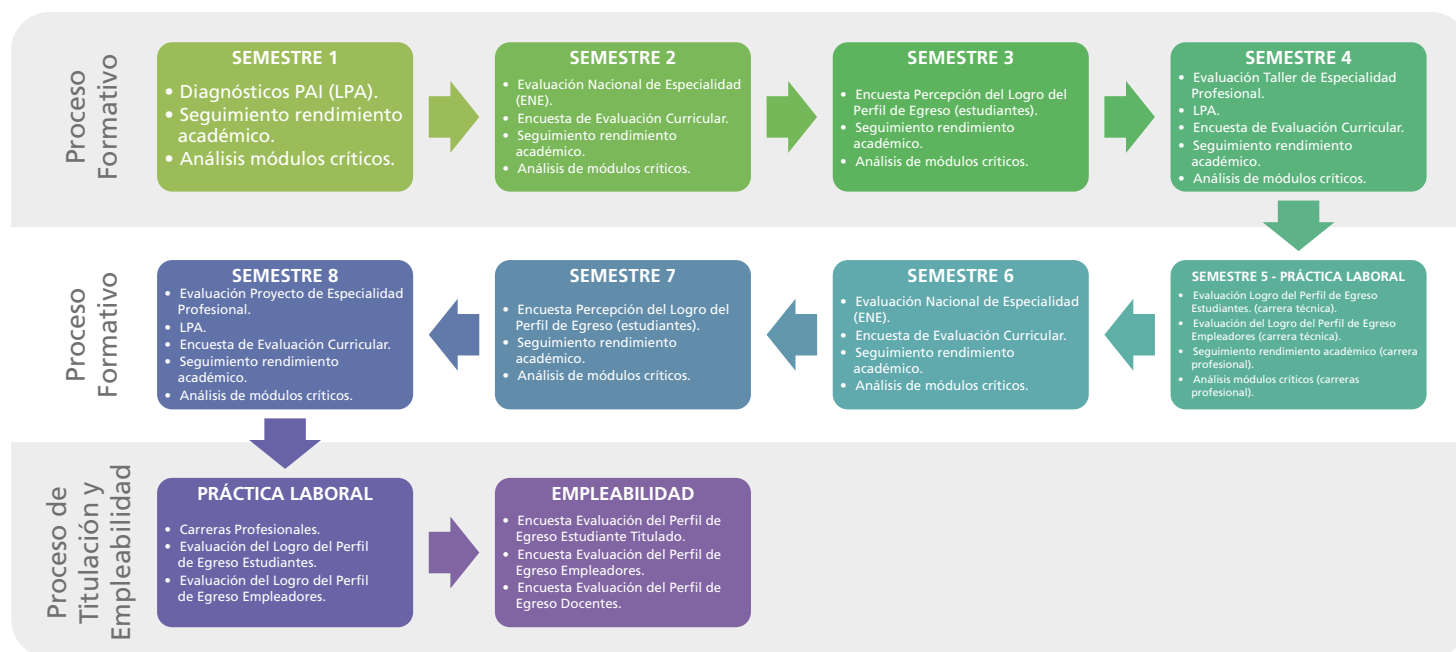 Proceso
Formativo
SEMESTRE 1
• Diagnósticos PAI (LPA).
• Seguimiento rendimiento
académico.
• Análisis módulos críticos.
SEMESTRE 2
• Evaluación Nacional de Especialidad
(ENE).
• Encuesta de Evaluación Curricular.
• Seguimiento rendimiento
académico.
• Análisis de módulos críticos.
SEMESTRE 3
• Encuesta Percepción del Logro del
Perfil de Egreso (estudiantes).
• Seguimiento rendimiento
académico.
• Análisis de módulos críticos.
SEMESTRE 4
• Evaluación Taller de Especialidad
Profesional.
• LPA.
• Encuesta de Evaluación Curricular.
• Seguimiento rendimiento
académico.
• Análisis de módulos críticos.
Proceso
Formativo
SEMESTRE 8
• Evaluación Proyecto de Especialidad
Profesional.
• LPA.
• Encuesta de Evaluación Curricular.
• Seguimiento rendimiento
académico.
• Análisis de módulos críticos.
SEMESTRE 7
• Encuesta Percepción del Logro del
Perfil de Egreso (estudiantes).
• Seguimiento rendimiento
académico.
• Análisis de módulos críticos.
SEMESTRE 6
• Evaluación Nacional de Especialidad
(ENE).
• Encuesta de Evaluación Curricular.
• Seguimiento rendimiento
académico.
• Análisis de módulos críticos.
SEMESTRE 5 - PRÁCTICA LABORAL
• Evaluación Logro del Perfil de Egreso
Estudiantes. (carrera técnica).
• Evaluación del Logro del Perfil de Egreso
Empleadores (carrera técnica).
• Seguimiento rendimiento académico (carrera
profesional).
• Análisis módulos críticos (carreras
profesional).
Proceso de
Titulación y
Empleabilidad
PRÁCTICA LABORAL
• Carreras Profesionales.
• Evaluación del Logro del Perfil
de Egreso Estudiantes.
• Evaluación del Logro del Perfil
de Egreso Empleadores.
EMPLEABILIDAD
• Encuesta Evaluación del Perfil de
Egreso Estudiante Titulado.
• Encuesta Evaluación del Perfil de
Egreso Empleadores.
• Encuesta Evaluación del Perfil de
Egreso Docentes.